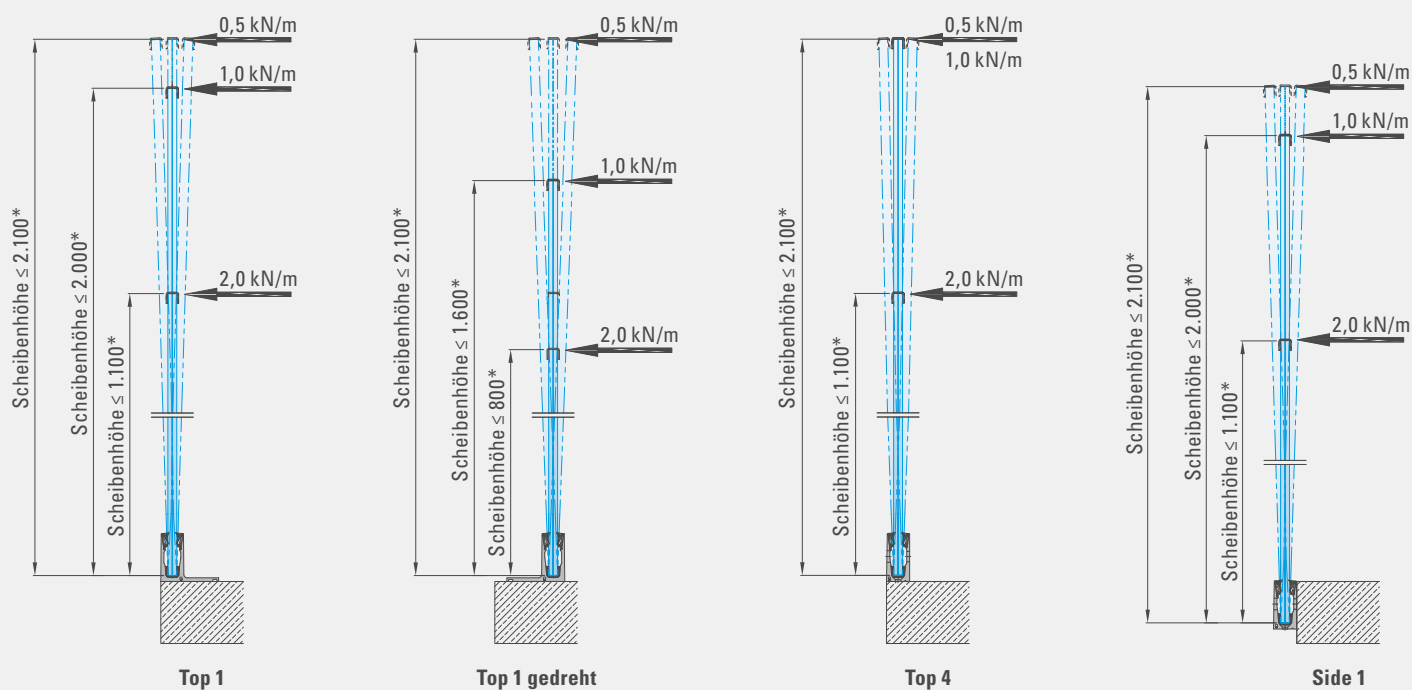 0,5 kN/m
1,0 kN/m
2,0 kN/m
Scheibenhöhe ≤ 2.100*
Scheibenhöhe ≤ 2.000*
Scheibenhöhe ≤ 1.100*
Top 1
0,5 kN/m
1,0 kN/m
2,0 kN/m
Scheibenhöhe ≤ 2.100*
Scheibenhöhe ≤ 1.600*
Scheibenhöhe ≤ 800*
Top 1 gedreht
0,5 kN/m
1,0 kN/m
2,0 kN/m
Scheibenhöhe ≤ 2.100*
Scheibenhöhe ≤ 1.100*
Top 4
0,5 kN/m
1,0 kN/m
2,0 kN/m
Scheibenhöhe ≤ 2.100*
Scheibenhöhe ≤ 2.000*
Scheibenhöhe ≤ 1.100*
Side 1